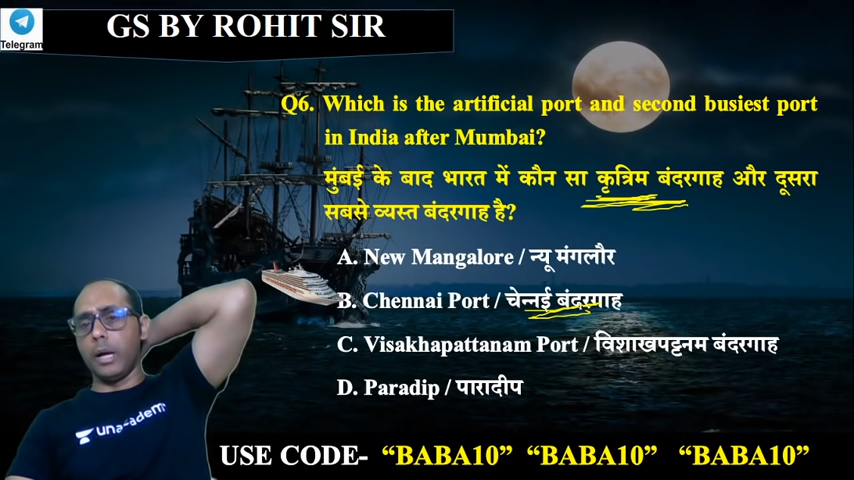 Telegram
GS BY ROHIT SIR
Q6. Which is the artificial port and second busiest port
in India after Mumbai?
मुंबई के बाद भारत में कौन सा कृत्रिम बंदरगाह और दूसरा
सबसे व्यस्त बंदरगाह है?
A. New Mangalore / न्यू मंगलौर
B. Chennai Port / चेन्नई बंदरगाह
C. Visakhapattanam Port / विशाखपट्टनम बंदरगाह
D. Paradip / पारादीप
unacademy
USE CODE- “BABA10” “BABA10” “BABA10”